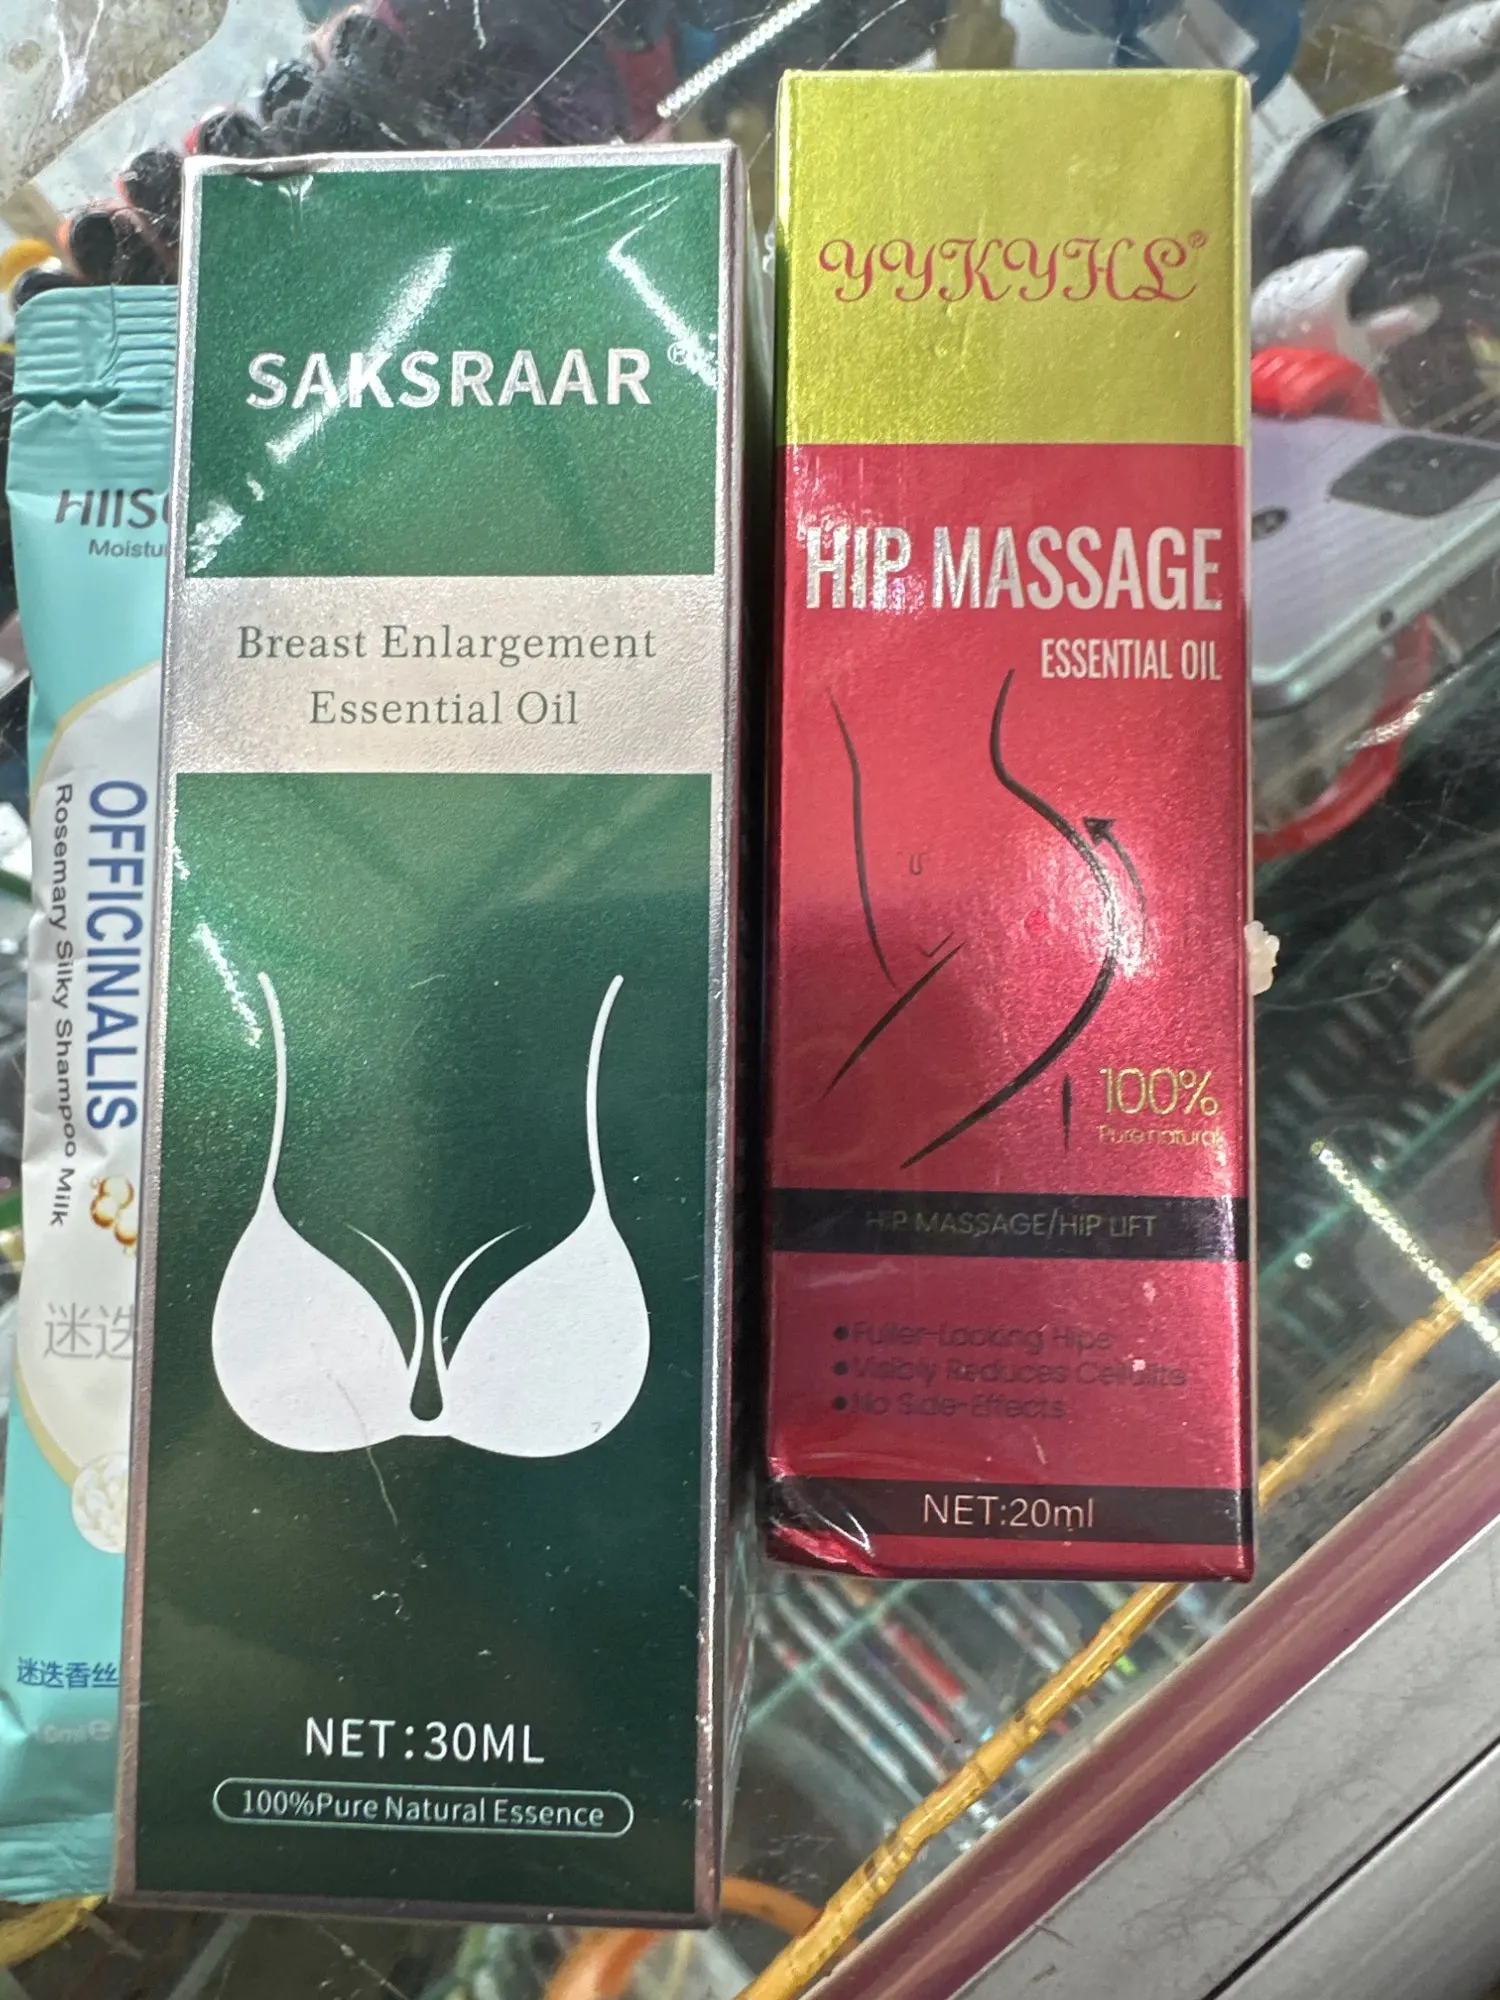 SAKSRAAR®
Breast Enlargement
Essential Oil
NET:30ML
100%Pure Natural Essence
YYKYHL®
HIP MASSAGE
ESSENTIAL OIL
100%
Pure natural
HIP MASSAGE/HIP LIFT
●Fuller-Looking Hips
●Visibly Reduces Cellulite
●No Side-Effects
NET:20ml
OFFICINALIS
Rosemary Silky Shampoo Milk
迷迭
迷迭香丝